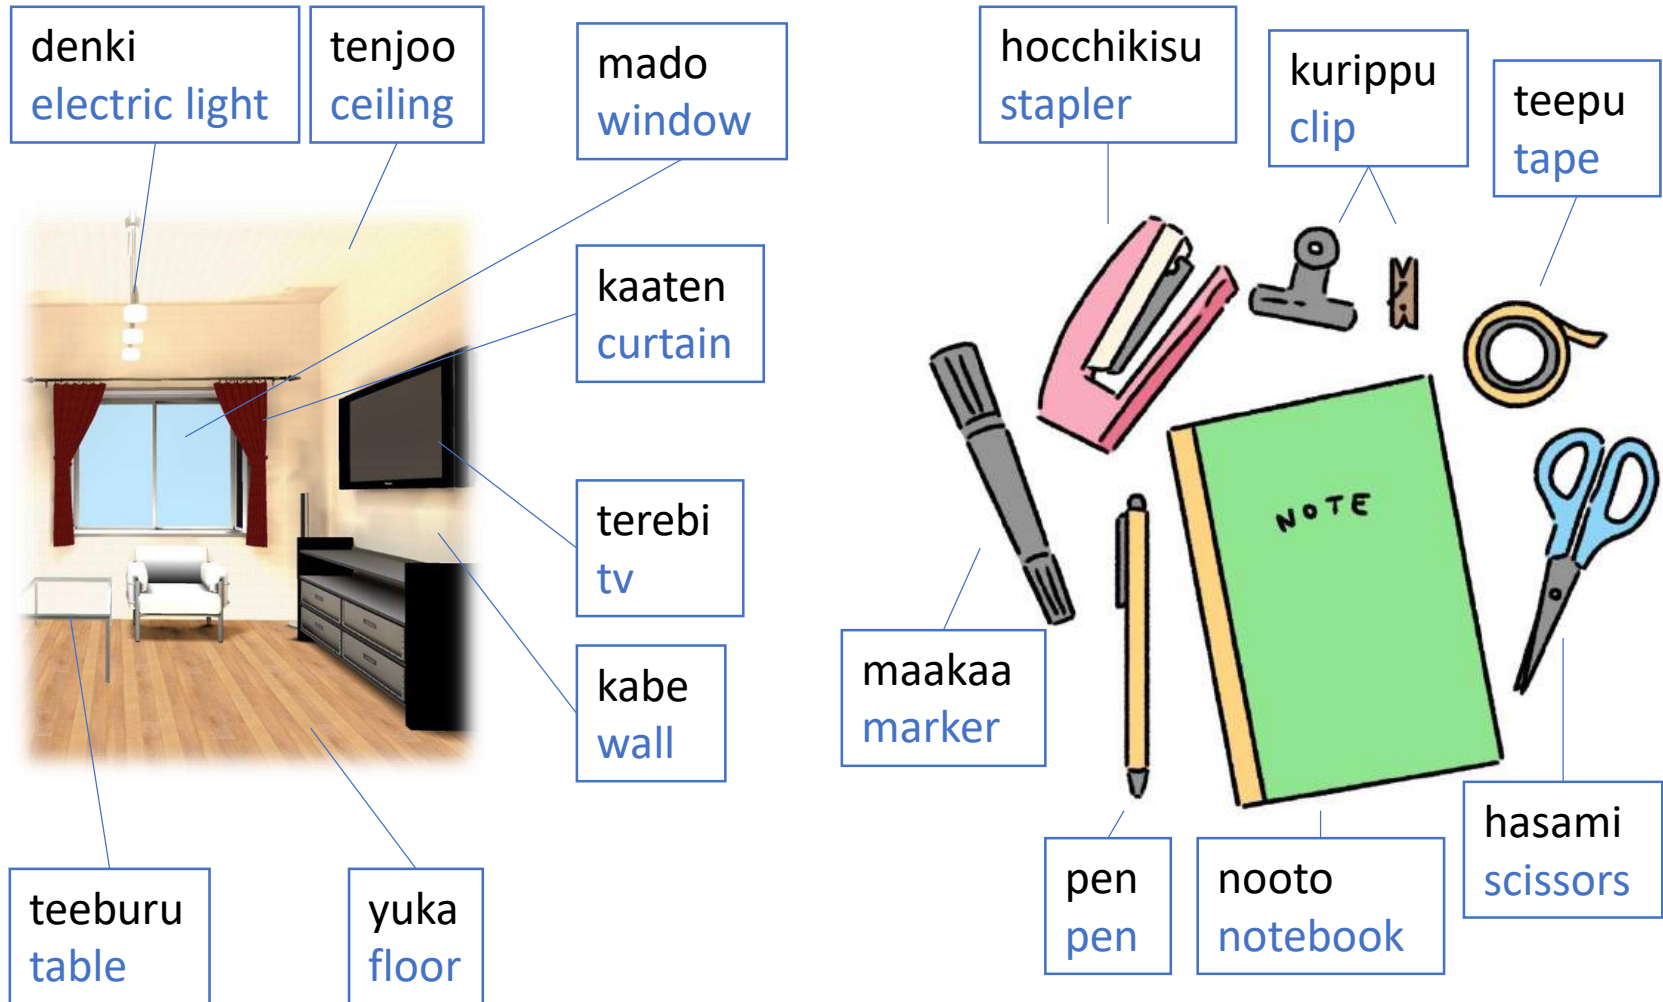 denki
electric light
tenjoo
ceiling
mado
window
kaaten
curtain
terebi
tv
kabe
wall
teeburu
table
yuka
floor
hocchikisu
stapler
kurippu
clip
teepu
tape
NOTE
maakaa
marker
pen
pen
nooto
notebook
hasami
scissors